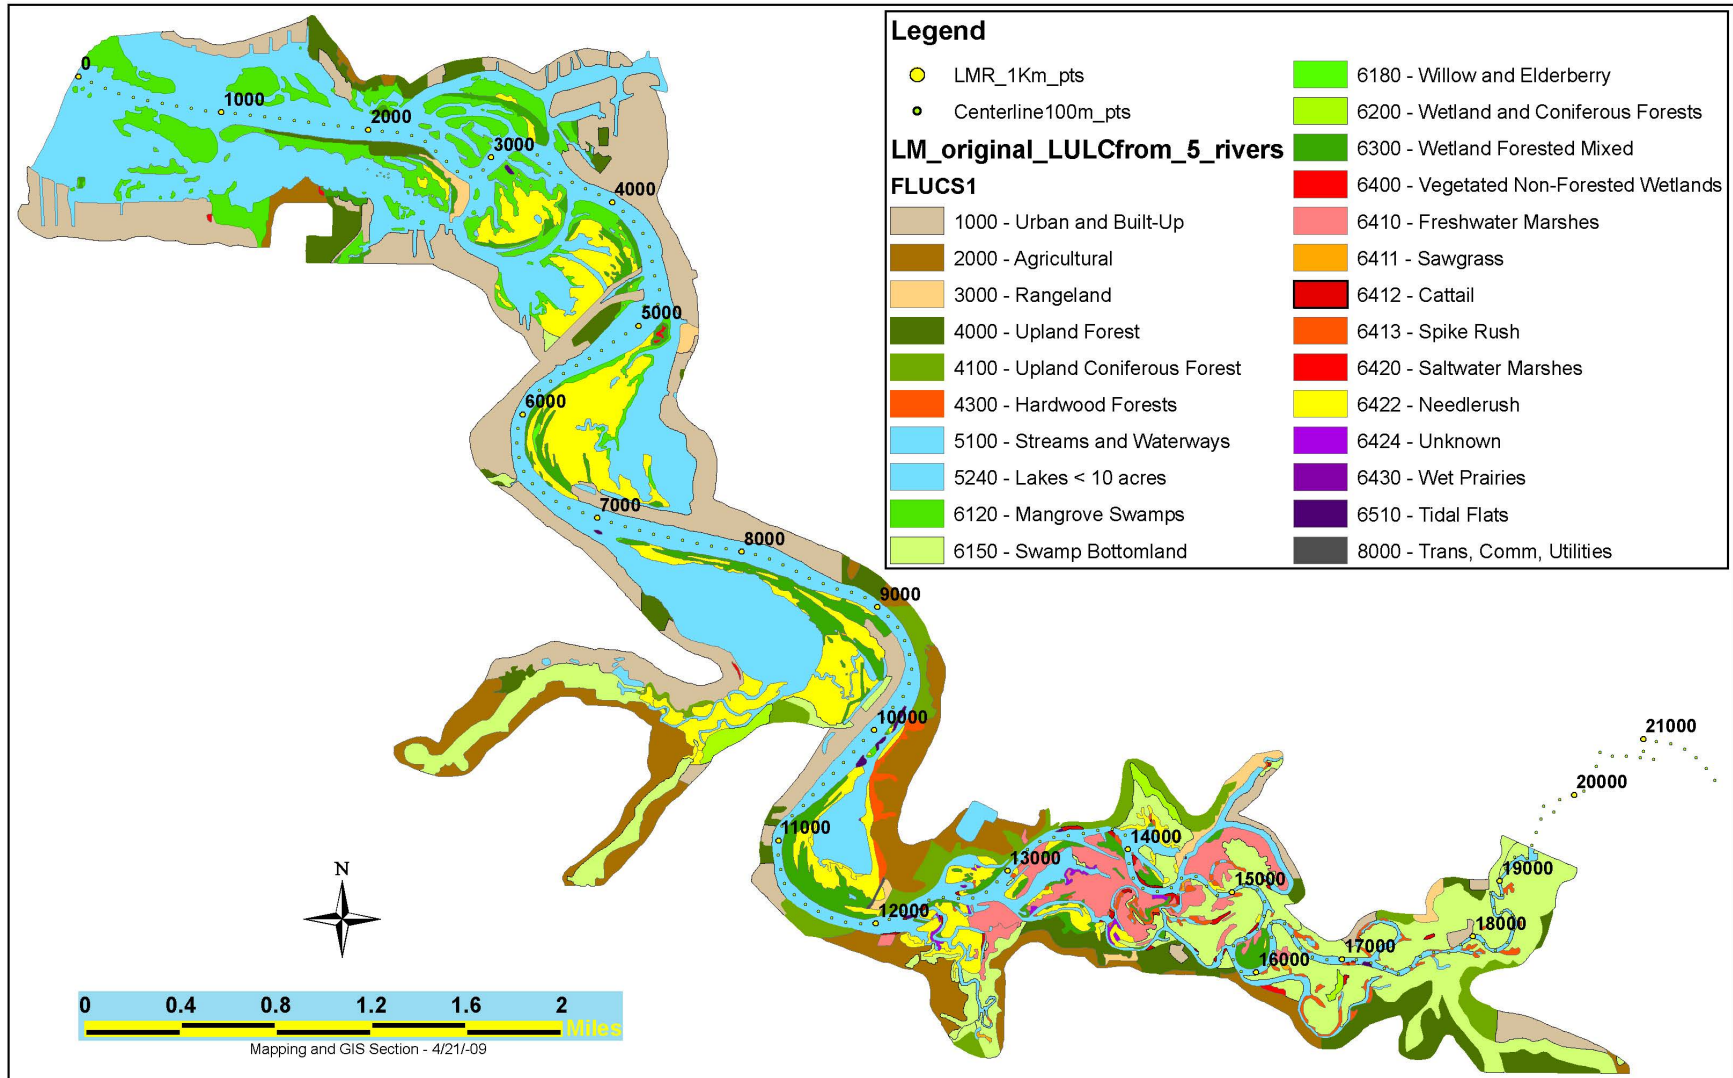 Legend
LMR_1Km_pts
Centerline100m_pts
LM_original_LULCfrom_5_rivers
FLUCS1
1000 - Urban and Built-Up
2000 - Agricultural
3000 - Rangeland
4000 - Upland Forest
4100 - Upland Coniferous Forest
4300 - Hardwood Forests
5100 - Streams and Waterways
5240 - Lakes < 10 acres
6120 - Mangrove Swamps
6150 - Swamp Bottomland
6180 - Willow and Elderberry
6200 - Wetland and Coniferous Forests
6300 - Wetland Forested Mixed
6400 - Vegetated Non-Forested Wetlands
6410 - Freshwater Marshes
6411 - Sawgrass
6412 - Cattail
6413 - Spike Rush
6420 - Saltwater Marshes
6422 - Needlerush
6424 - Unknown
6430 - Wet Prairies
6510 - Tidal Flats
8000 - Trans, Comm, Utilities
0
1000
2000
3000
4000
5000
6000
7000
8000
9000
10000
11000
12000
13000
14000
15000
16000
17000
18000
19000
20000
21000
N
0 0.4 0.8 1.2 1.6 2
Miles
Mapping and GIS Section - 4/21/-09